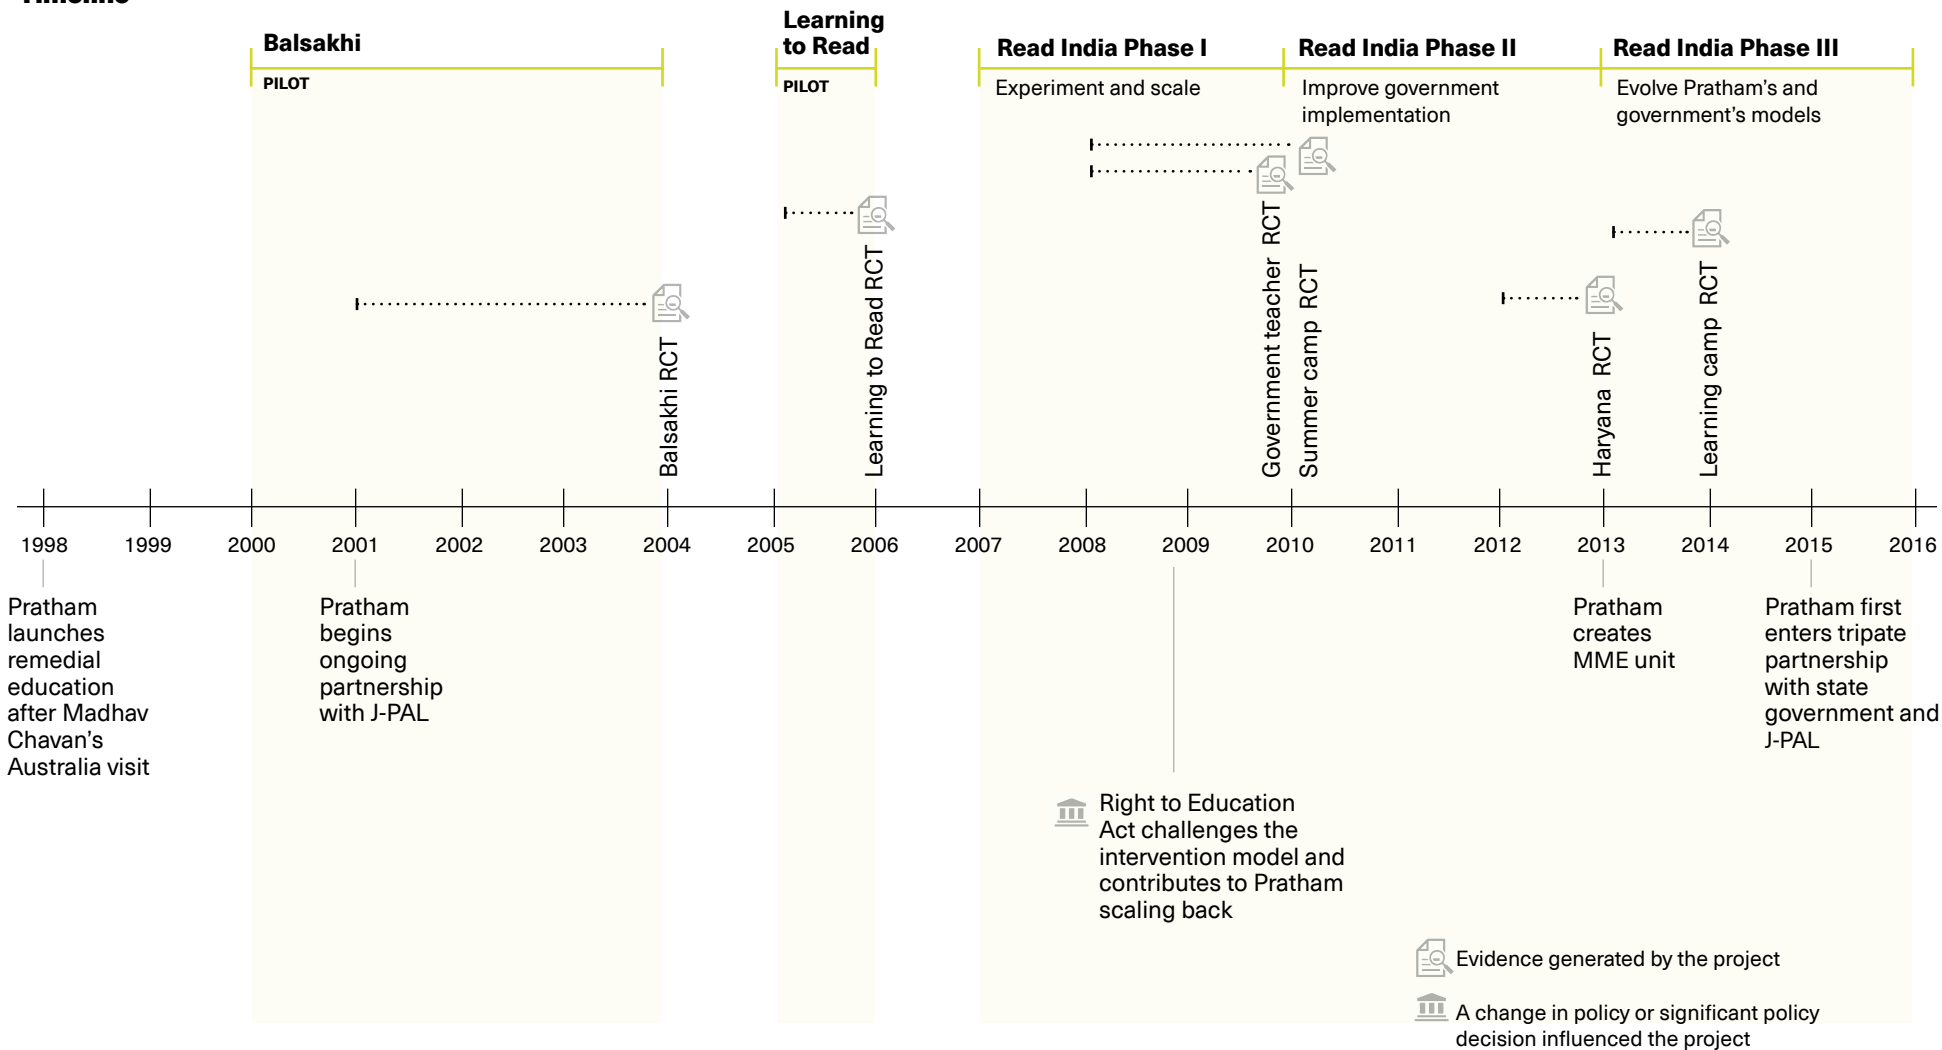 Timeline
Balsakhi
PILOT
Learning
to Read
PILOT
Read India Phase I
Experiment and scale
Read India Phase II
Improve government
implementation
Read India Phase III
Evolve Pratham's and
government's models
Balsakhi RCT
Learning to Read RCT
Government teacher RCT
Summer camp RCT
Haryana RCT
Learning camp RCT
1998 1999 2000 2001 2002 2003 2004 2005 2006 2007 2008 2009 2010 2011 2012 2013 2014 2015 2016
Pratham
launches
remedial
education
after Madhav
Chavan's
Australia visit
Pratham
begins
ongoing
partnership
with J-PAL
Right to Education
Act challenges the
intervention model and
contributes to Pratham
scaling back
Pratham
creates
MME unit
Pratham first
enters tripate
partnership
with state
government and
J-PAL
Evidence generated by the project
A change in policy or significant policy
decision influenced the project